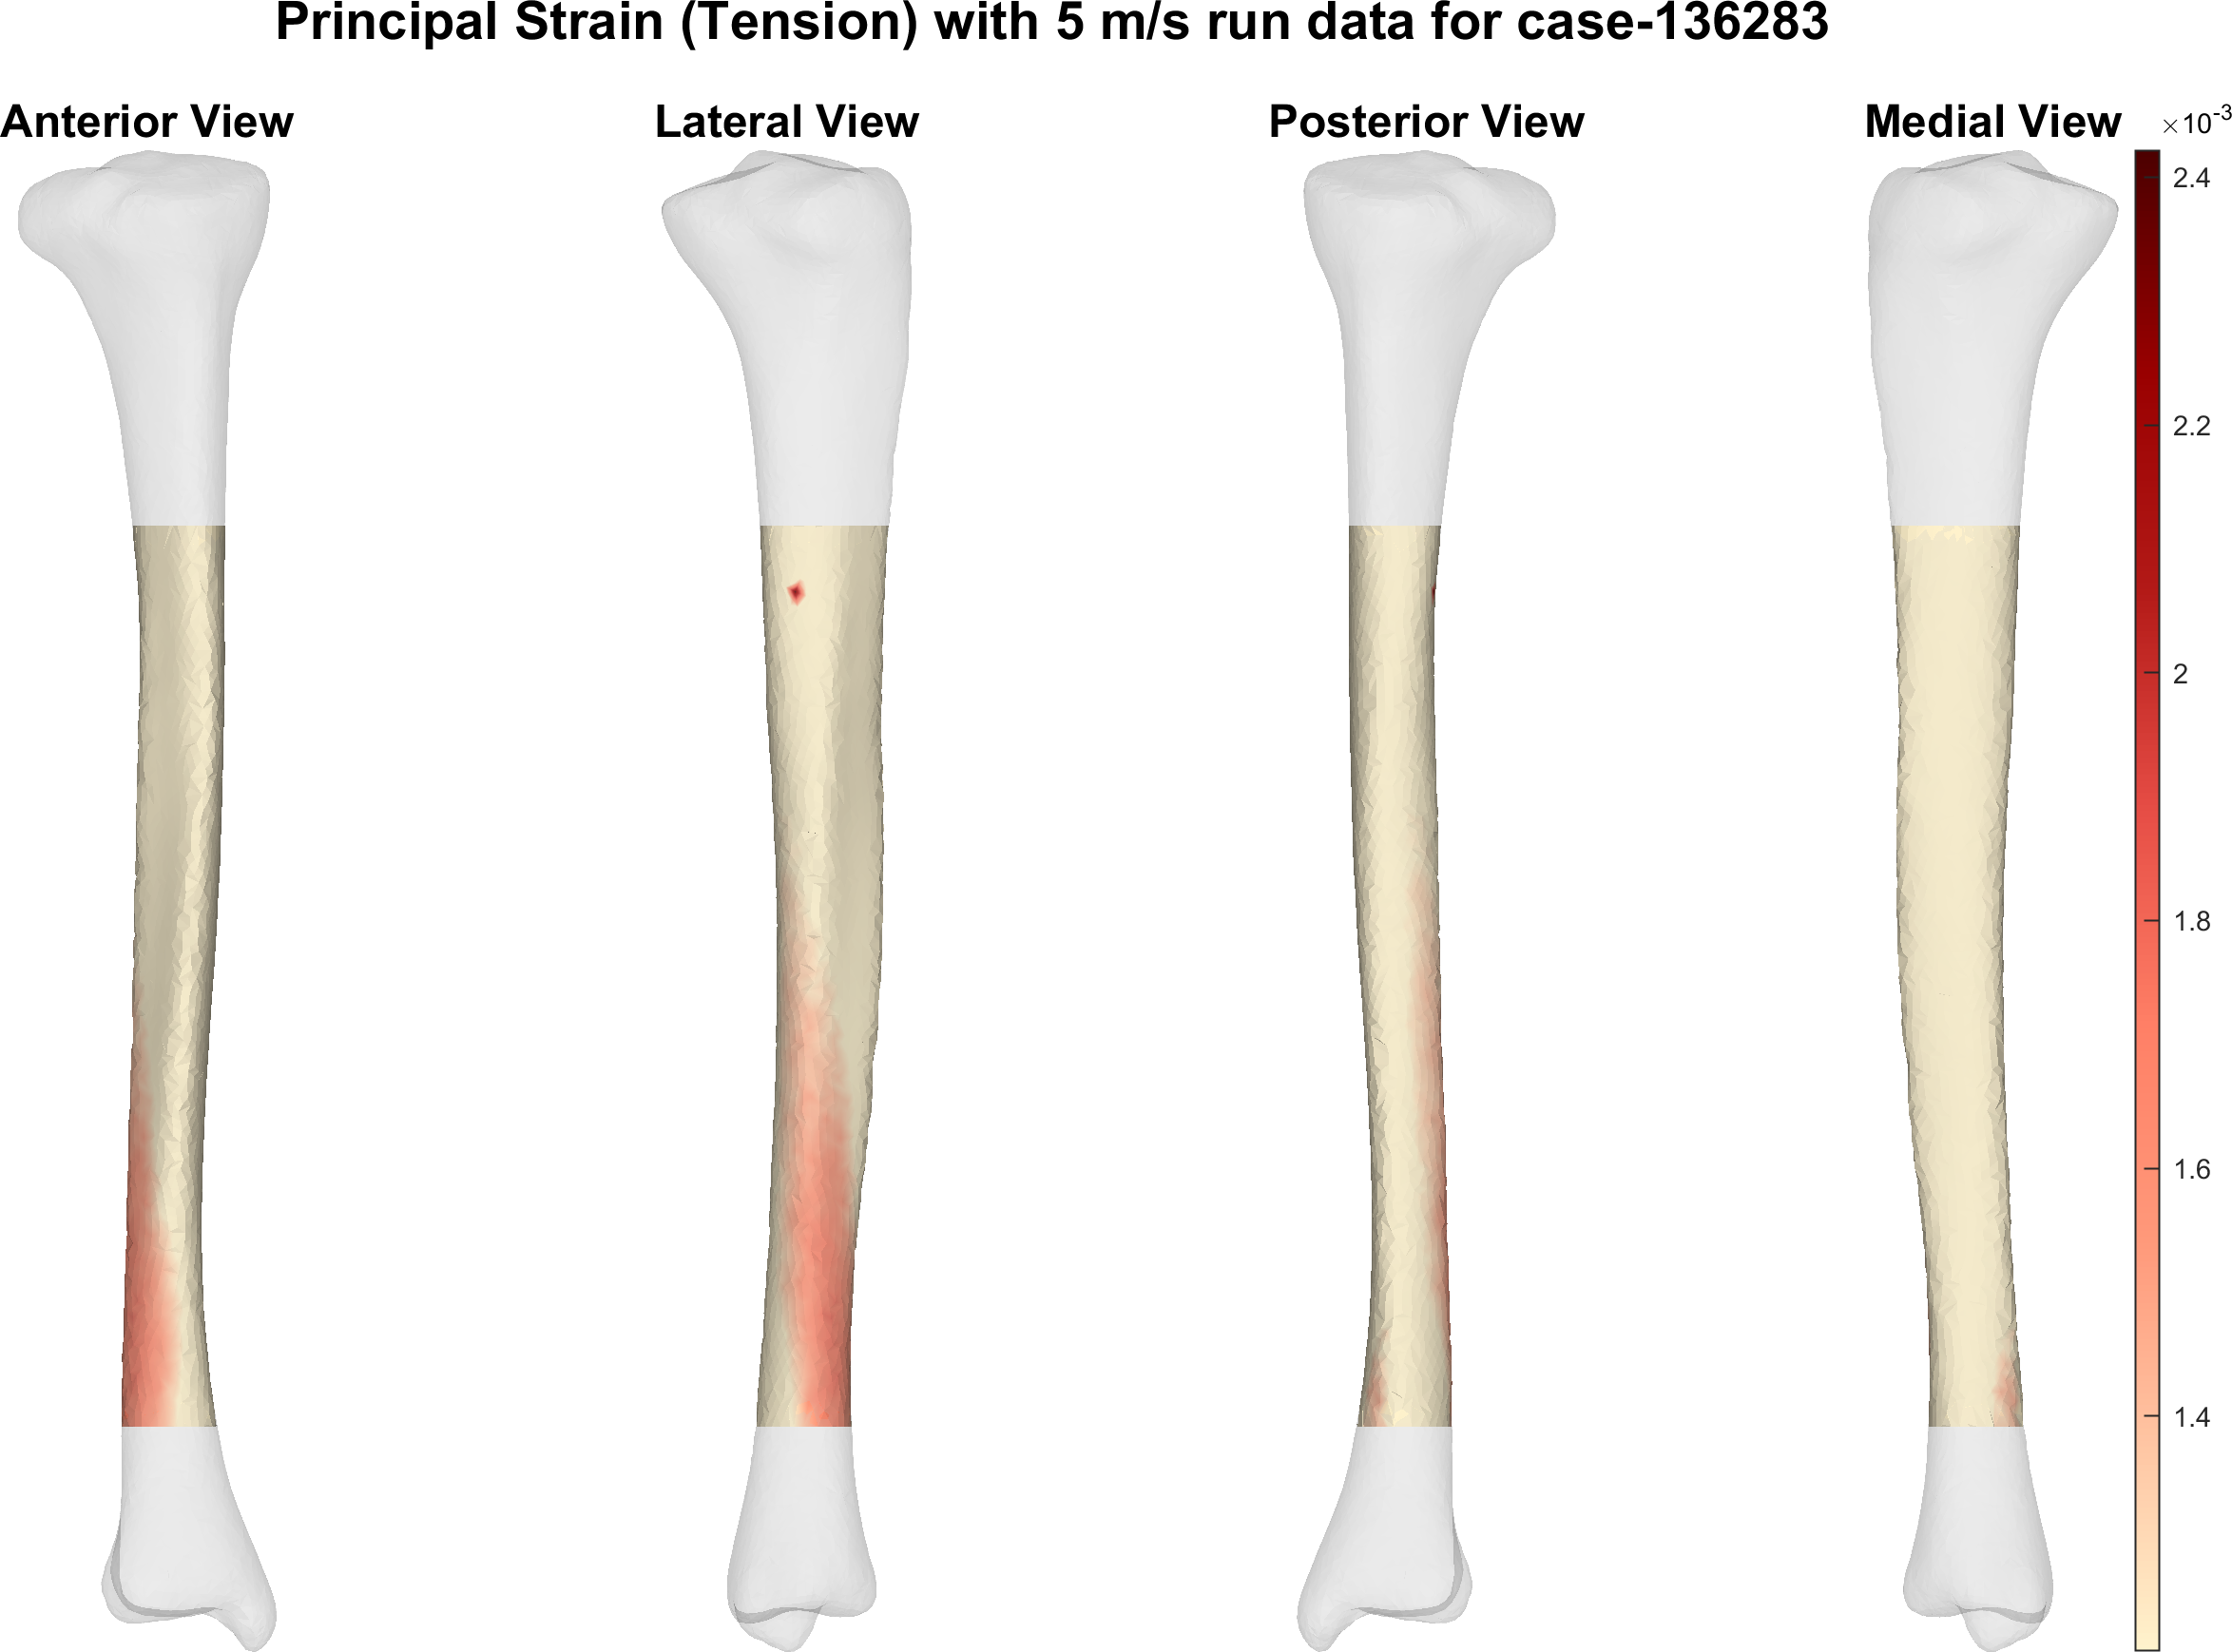 Principal Strain (Tension) with 5 m/s run data for case-136283
Anterior View
Lateral View
Posterior View
Medial View
×10-3
2.4
2.2
2
1.8
1.6
1.4